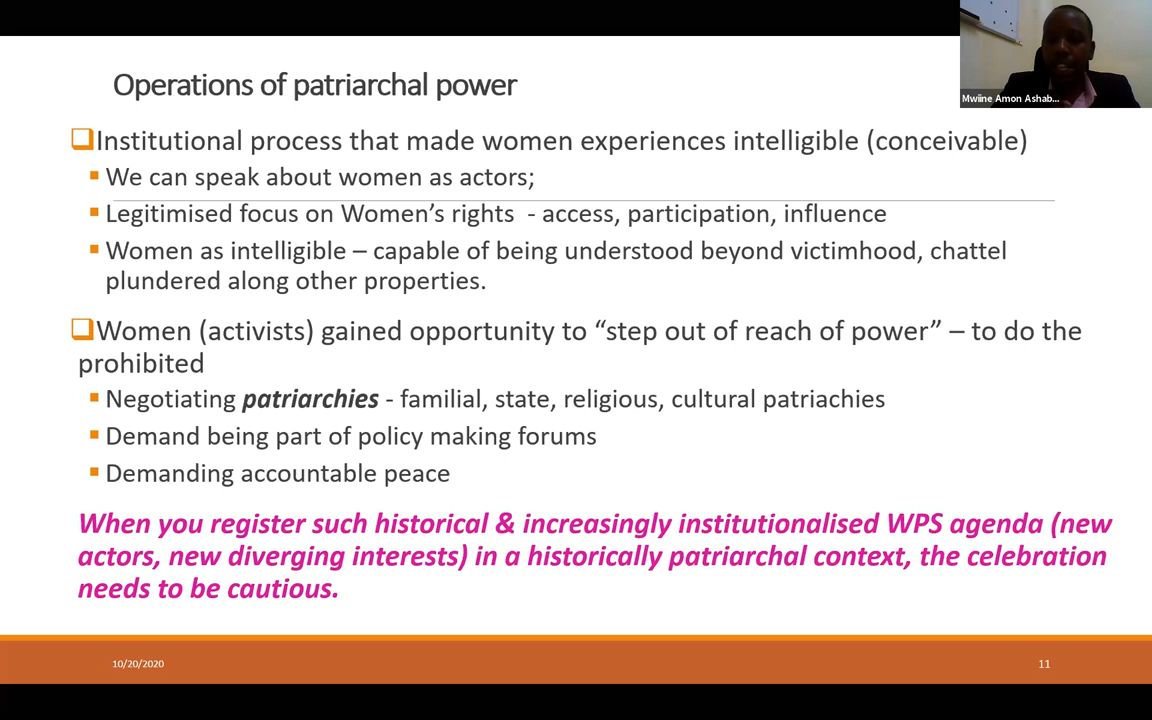 Operations of patriarchal power
Mwiine Amon Ashab...
Institutional process that made women experiences intelligible (conceivable)
We can speak about women as actors;
Legitimised focus on Women’s rights - access, participation, influence
Women as intelligible – capable of being understood beyond victimhood, chattel
plundered along other properties.
Women (activists) gained opportunity to “step out of reach of power” – to do the
prohibited
Negotiating patriarchies - familial, state, religious, cultural patriachies
Demand being part of policy making forums
Demanding accountable peace
When you register such historical & increasingly institutionalised WPS agenda (new
actors, new diverging interests) in a historically patriarchal context, the celebration
needs to be cautious.
10/20/2020
11